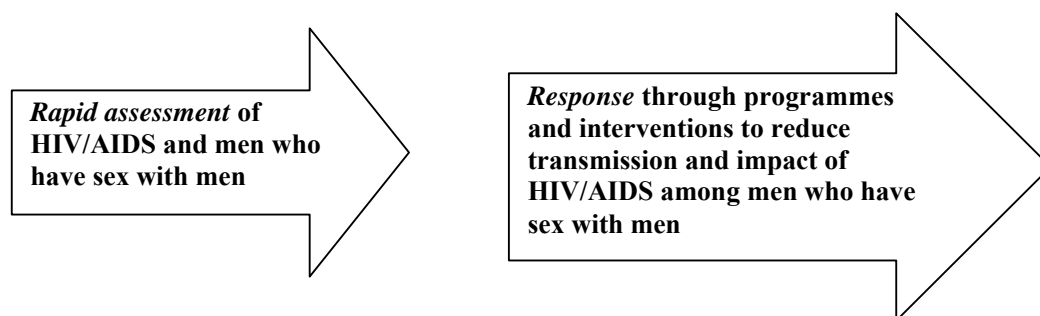 Rapid assessment of
HIV/AIDS and men who
have sex with men
Response through programmes
and interventions to reduce
transmission and impact of
HIV/AIDS among men who have
sex with men